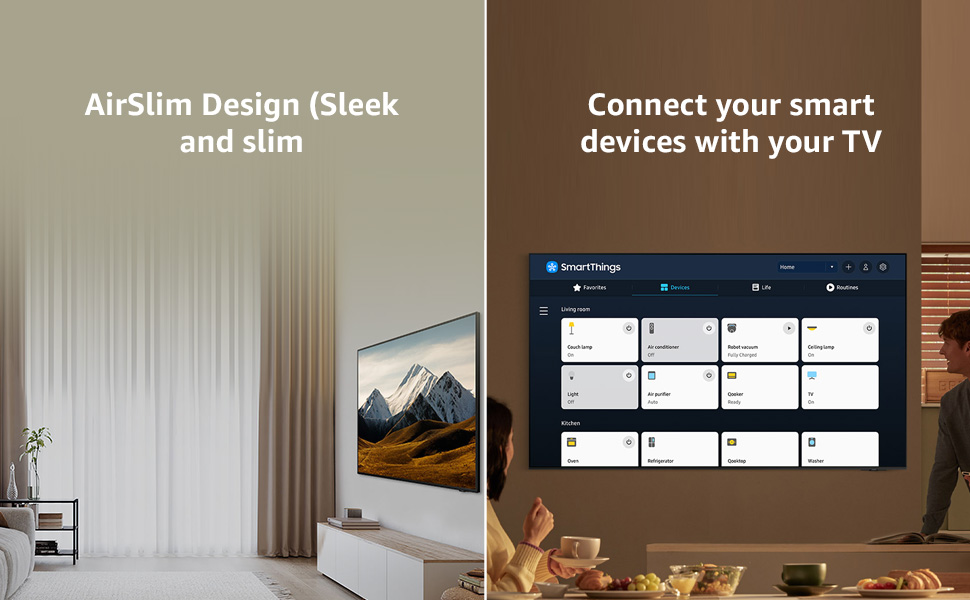 AirSlim Design (Sleek
and slim
Connect your smart
devices with your TV
SmartThings
Home
Favorites
Devices
Life
Routines
Living room
Couch lamp
On
Air conditioner
Off
Robot vacuum
Fully Charged
Ceiling lamp
On
Light
Off
Air purifier
Auto
Qooker
Ready
TV
On
Kitchen
Oven
Refrigerator
Qooktop
Washer